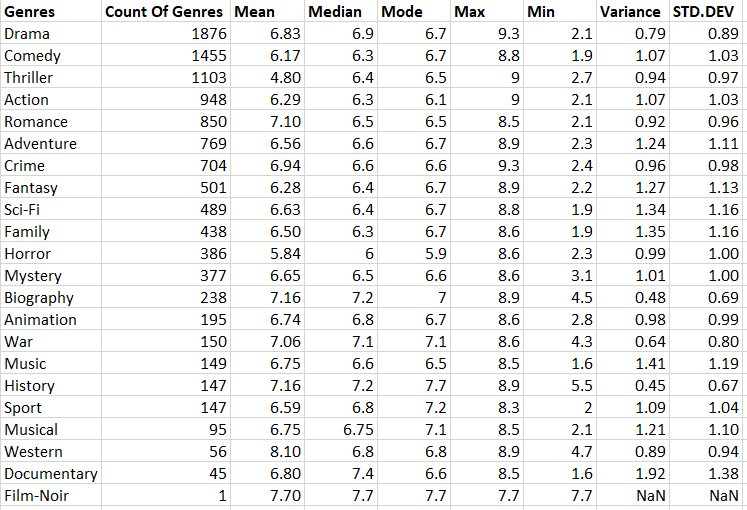 Genres Count Of Genres Mean Median Mode Max Min Variance STD.DEV
Drama 1876 6.83 6.9 6.7 9.3 2.1 0.79 0.89
Comedy 1455 6.17 6.3 6.7 8.8 1.9 1.07 1.03
Thriller 1103 4.80 6.4 6.5 9 2.7 0.94 0.97
Action 948 6.29 6.3 6.1 9 2.1 1.07 1.03
Romance 850 7.10 6.5 6.5 8.5 2.1 0.92 0.96
Adventure 769 6.56 6.6 6.7 8.9 2.3 1.24 1.11
Crime 704 6.94 6.6 6.6 9.3 2.4 0.96 0.98
Fantasy 501 6.28 6.4 6.7 8.9 2.2 1.27 1.13
Sci-Fi 489 6.63 6.4 6.7 8.8 1.9 1.34 1.16
Family 438 6.50 6.3 6.7 8.6 1.9 1.35 1.16
Horror 386 5.84 6 5.9 8.6 2.3 0.99 1.00
Mystery 377 6.65 6.5 6.6 8.6 3.1 1.01 1.00
Biography 238 7.16 7.2 7 8.9 4.5 0.48 0.69
Animation 195 6.74 6.8 6.7 8.6 2.8 0.98 0.99
War 150 7.06 7.1 7.1 8.6 4.3 0.64 0.80
Music 149 6.75 6.6 6.5 8.5 1.6 1.41 1.19
History 147 7.16 7.2 7.7 8.9 5.5 0.45 0.67
Sport 147 6.59 6.8 7.2 8.3 2 1.09 1.04
Musical 95 6.75 6.75 7.1 8.5 2.1 1.21 1.10
Western 56 8.10 6.8 6.8 8.9 4.7 0.89 0.94
Documentary 45 6.80 7.4 6.6 8.5 1.6 1.92 1.38
Film-Noir 1 7.70 7.7 7.7 7.7 7.7 NaN NaN